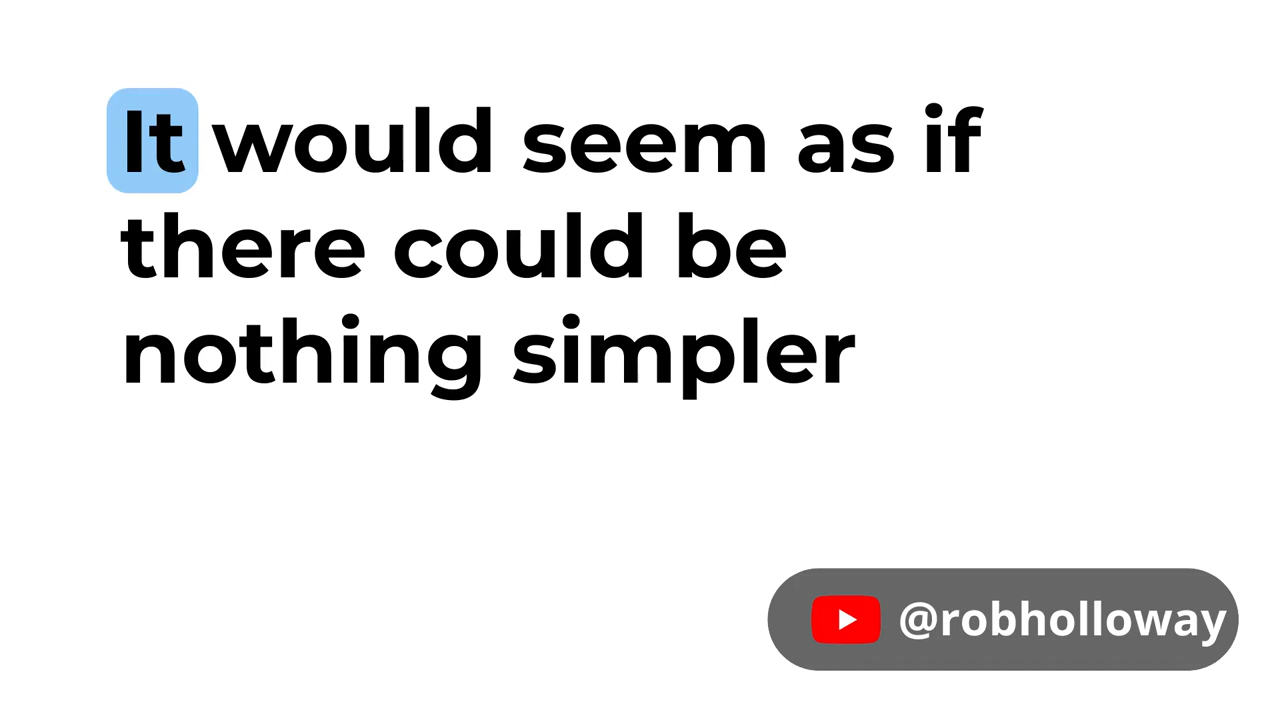 It would seem as if
there could be
nothing simpler
@robholloway